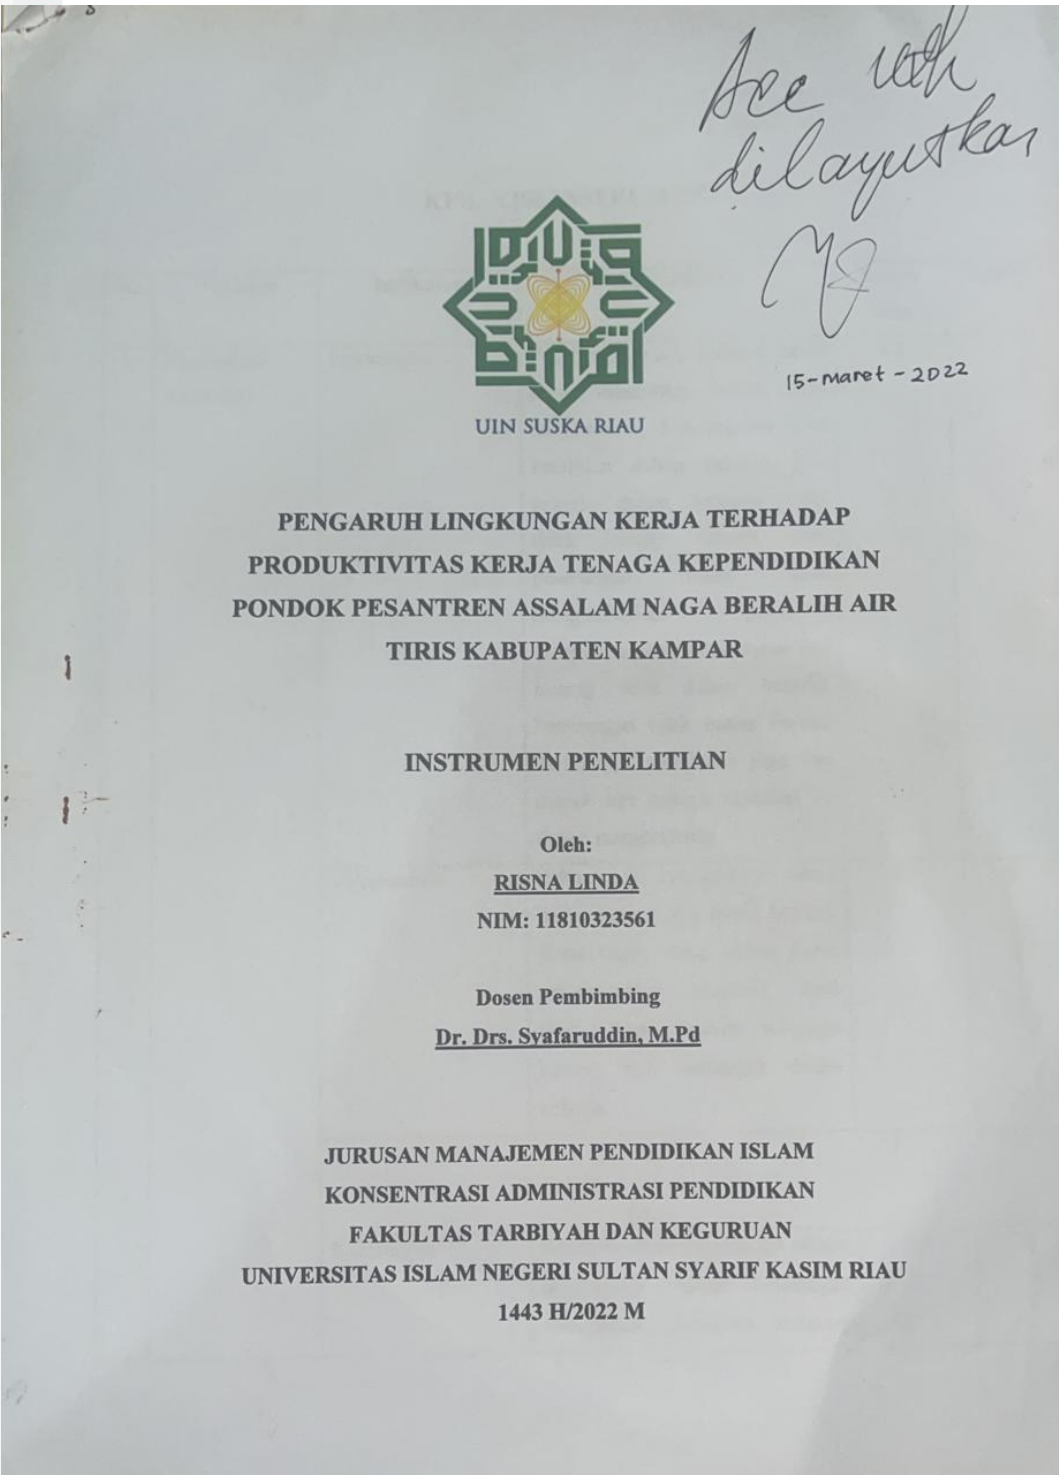 Acc utk
dilanjutkan
15-maret-2022
UIN SUSKA RIAU
PENGARUH LINGKUNGAN KERJA TERHADAP
PRODUKTIVITAS KERJA TENAGA KEPENDIDIKAN
PONDOK PESANTREN ASSALAM NAGA BERALIH AIR
TIRIS KABUPATEN KAMPAR
INSTRUMEN PENELITIAN
Oleh:
RISNA LINDA
NIM: 11810323561
Dosen Pembimbing
Dr. Drs. Syafaruddin, M.Pd
JURUSAN MANAJEMEN PENDIDIKAN ISLAM
KONSENTRASI ADMINISTRASI PENDIDIKAN
FAKULTAS TARBIYAH DAN KEGURUAN
UNIVERSITAS ISLAM NEGERI SULTAN SYARIF KASIM RIAU
1443 H/2022 M